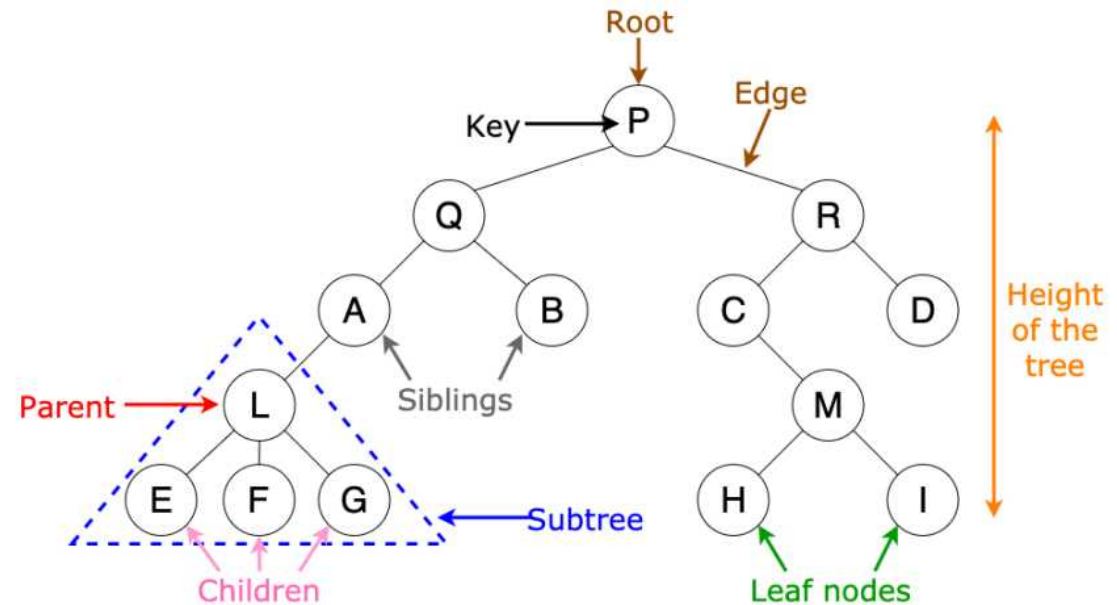 Root
Edge
Key
P
Q
R
A
B
C
D
Height
of the
tree
Siblings
Parent
L
M
E
F
G
H
I
Subtree
Children
Leaf nodes